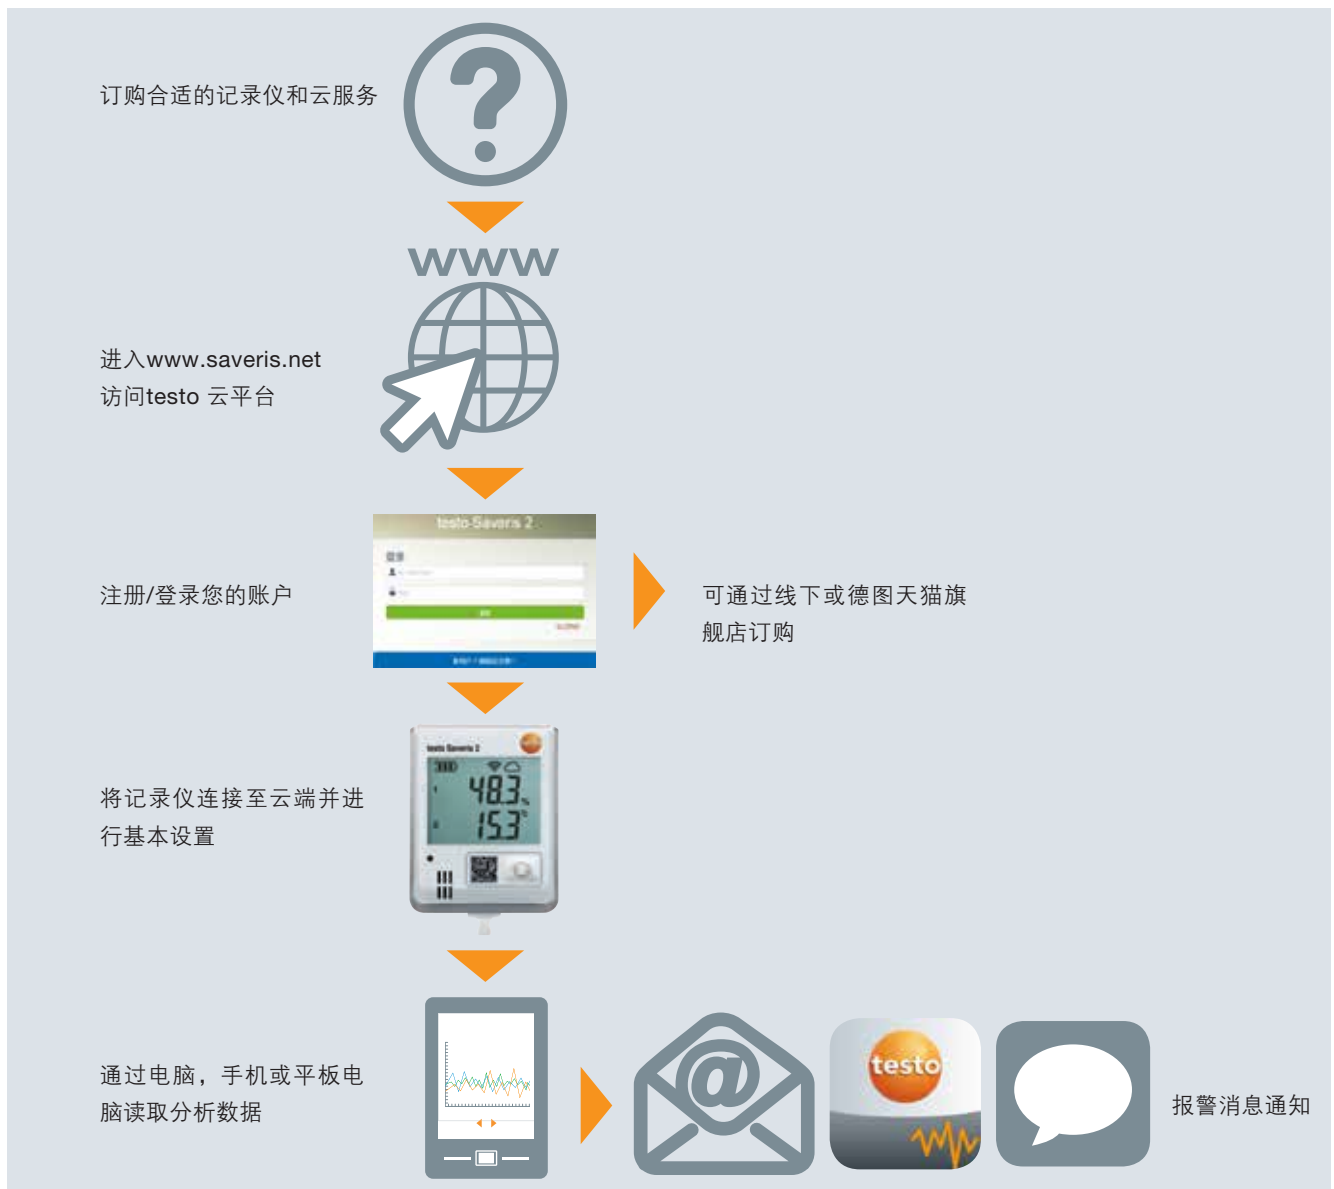 订购合适的记录仪和云服务
www
进入www.saveris.net
访问testo 云平台
testo Saveris 2
登录
注册/登录您的账户
可通过线下或德图天猫旗
舰店订购
testo Saveris 2
1 48.3%
2 15.3°
将记录仪连接至云端并进
行基本设置
通过电脑，手机或平板电
脑读取分析数据
@
testo
报警消息通知